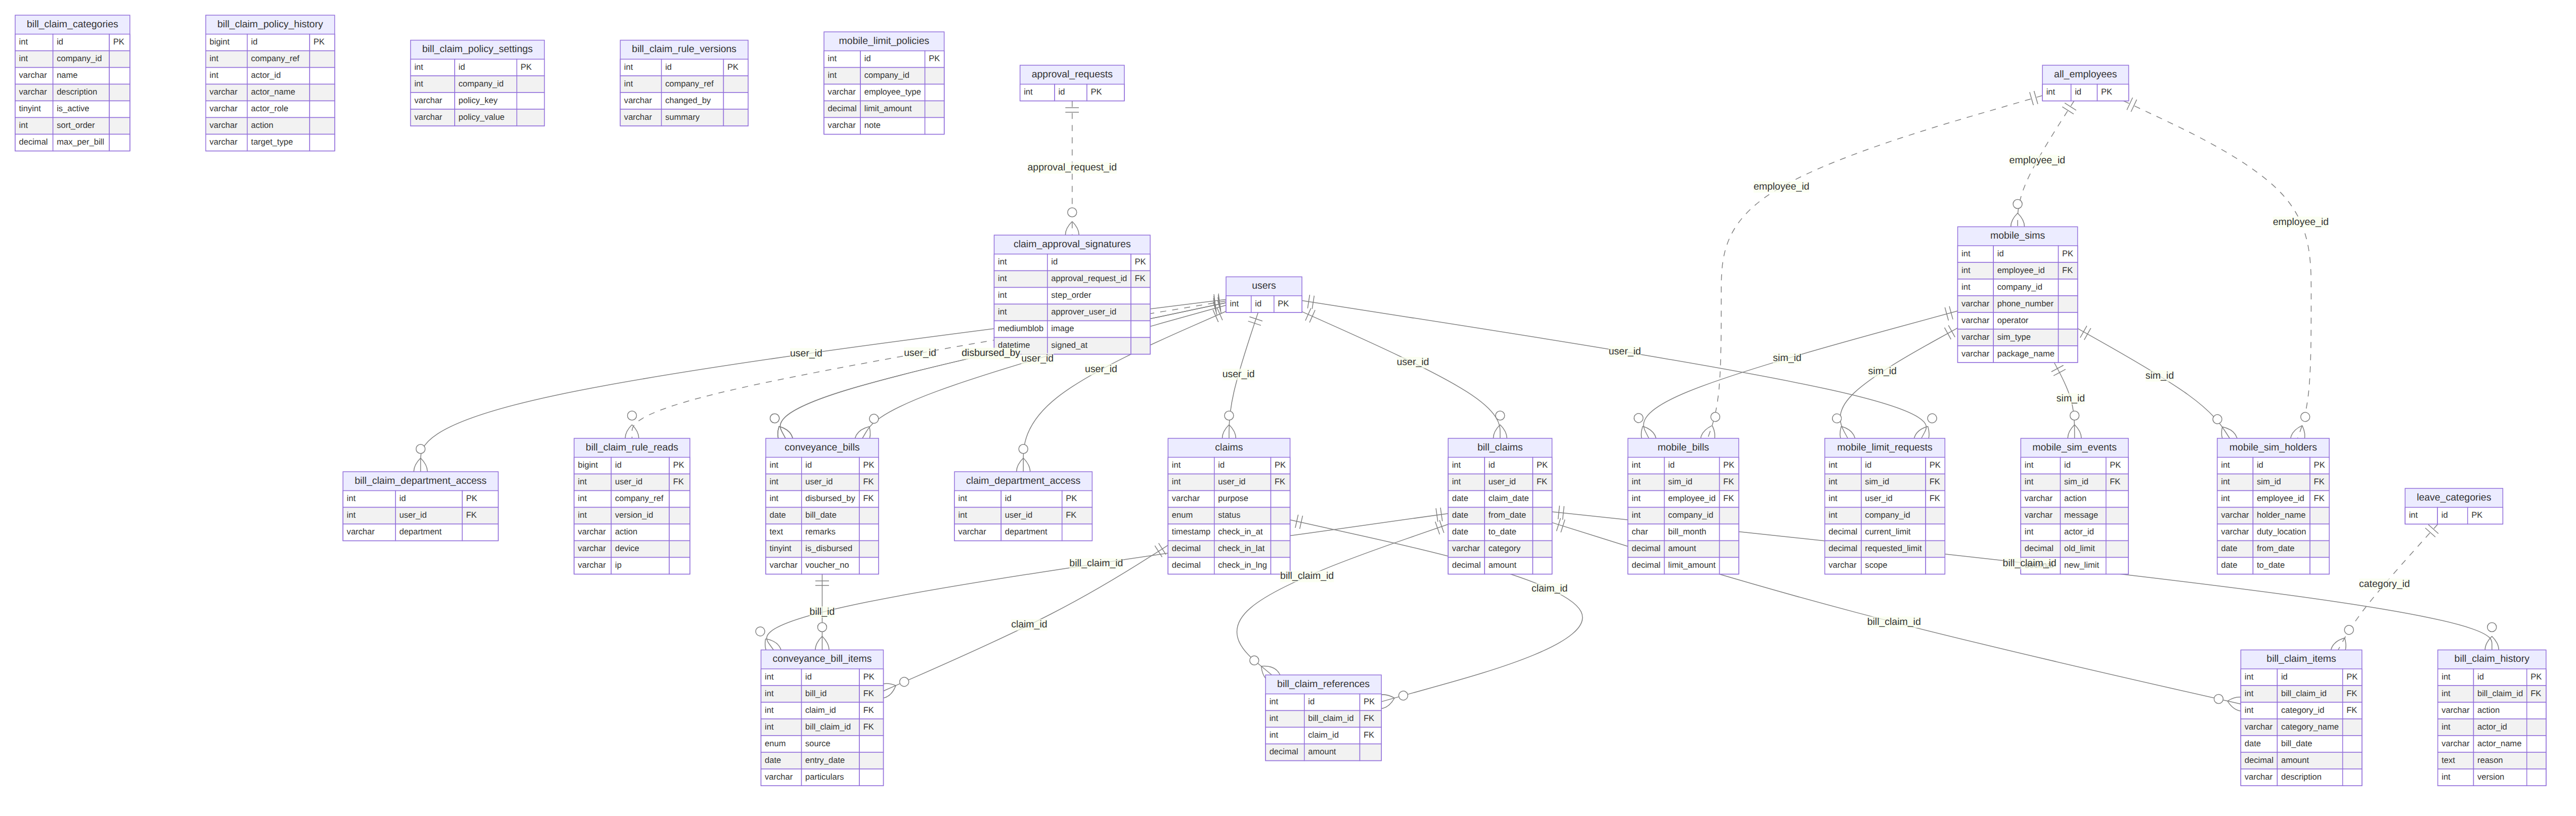 bill_claim_categories
int id PK
int company_id
varchar name
varchar description
tinyint is_active
int sort_order
decimal max_per_bill
bill_claim_policy_history
bigint id PK
int company_ref
int actor_id
varchar actor_name
varchar actor_role
varchar action
varchar target_type
bill_claim_policy_settings
int id PK
int company_id
varchar policy_key
varchar policy_value
bill_claim_rule_versions
int id PK
int company_ref
varchar changed_by
varchar summary
mobile_limit_policies
int id PK
int company_id
varchar employee_type
decimal limit_amount
varchar note
approval_requests
int id PK
all_employees
int id PK
approval_request_id
employee_id
employee_id
employee_id
claim_approval_signatures
int id PK
int approval_request_id FK
int step_order
int approver_user_id
mediumblob image
datetime signed_at
users
int id PK
mobile_sims
int id PK
int employee_id FK
int company_id
varchar phone_number
varchar operator
varchar sim_type
varchar package_name
user_id
user_id
disbursed_by
user_id
user_id
user_id
user_id
user_id
sim_id
sim_id
sim_id
sim_id
bill_claim_department_access
int id PK
int user_id FK
varchar department
bill_claim_rule_reads
bigint id PK
int user_id FK
int company_ref
int version_id
varchar action
varchar device
varchar ip
conveyance_bills
int id PK
int user_id FK
int disbursed_by FK
date bill_date
text remarks
tinyint is_disbursed
varchar voucher_no
claim_department_access
int id PK
int user_id FK
varchar department
claims
int id PK
int user_id FK
varchar purpose
enum status
timestamp check_in_at
decimal check_in_lat
decimal check_in_lng
bill_claims
int id PK
int user_id FK
date claim_date
date from_date
date to_date
varchar category
decimal amount
mobile_bills
int id PK
int sim_id FK
int employee_id FK
int company_id
char bill_month
decimal amount
decimal limit_amount
mobile_limit_requests
int id PK
int sim_id FK
int user_id FK
int company_id
decimal current_limit
decimal requested_limit
varchar scope
mobile_sim_events
int id PK
int sim_id FK
varchar action
varchar message
int actor_id
decimal old_limit
decimal new_limit
mobile_sim_holders
int id PK
int sim_id FK
int employee_id FK
varchar holder_name
varchar duty_location
date from_date
date to_date
leave_categories
int id PK
bill_id
bill_claim_id
claim_id
bill_claim_id
claim_id
bill_claim_id
bill_claim_id
category_id
conveyance_bill_items
int id PK
int bill_id FK
int claim_id FK
int bill_claim_id FK
enum source
date entry_date
varchar particulars
bill_claim_references
int id PK
int bill_claim_id FK
int claim_id FK
decimal amount
bill_claim_items
int id PK
int bill_claim_id FK
int category_id FK
varchar category_name
date bill_date
decimal amount
varchar description
bill_claim_history
int id PK
int bill_claim_id FK
varchar action
int actor_id
varchar actor_name
text reason
int version